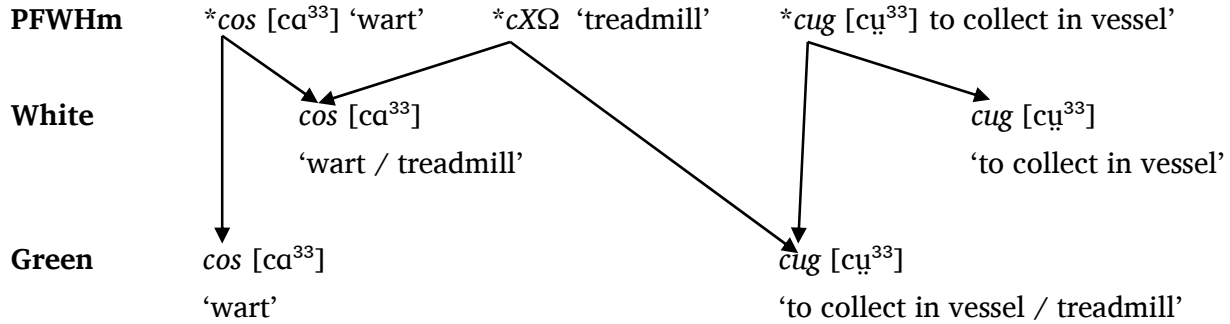 PFWHm *cos [cɑ³³] ‘wart’ *cXΩ ‘treadmill’ *cug [cṳ³³] to collect in vessel’
White cos [cɑ³³] cug [cṳ³³]
‘wart / treadmill’ ‘to collect in vessel’
Green cos [cɑ³³] cug [cṳ³³]
‘wart’ ‘to collect in vessel / treadmill’